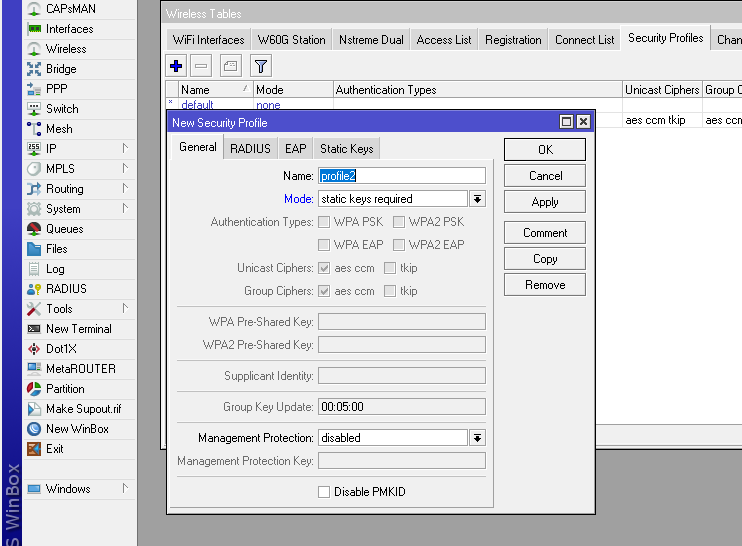 CAPsMAN
Interfaces
Wireless
Bridge
PPP
Switch
Mesh
IP
MPLS
Routing
System
Queues
Files
Log
RADIUS
Tools
New Terminal
Dot1X
MetaROUTER
Partition
Make Supout.rif
New WinBox
Exit
Windows
S WinBox
Wireless Tables
WiFi Interfaces W60G Station Nstreme Dual Access List Registration Connect List Security Profiles Chan
Name / Mode Authentication Types Unicast Ciphers Group C
* default none
aes ccm tkip aes ccm
New Security Profile
General RADIUS EAP Static Keys
Name: profile2
Mode: static keys required
Authentication Types: WPA PSK WPA2 PSK
WPA EAP WPA2 EAP
Unicast Ciphers: aes ccm tkip
Group Ciphers: aes ccm tkip
WPA Pre-Shared Key:
WPA2 Pre-Shared Key:
Supplicant Identity:
Group Key Update: 00:05:00
Management Protection: disabled
Management Protection Key:
Disable PMKID
OK
Cancel
Apply
Comment
Copy
Remove